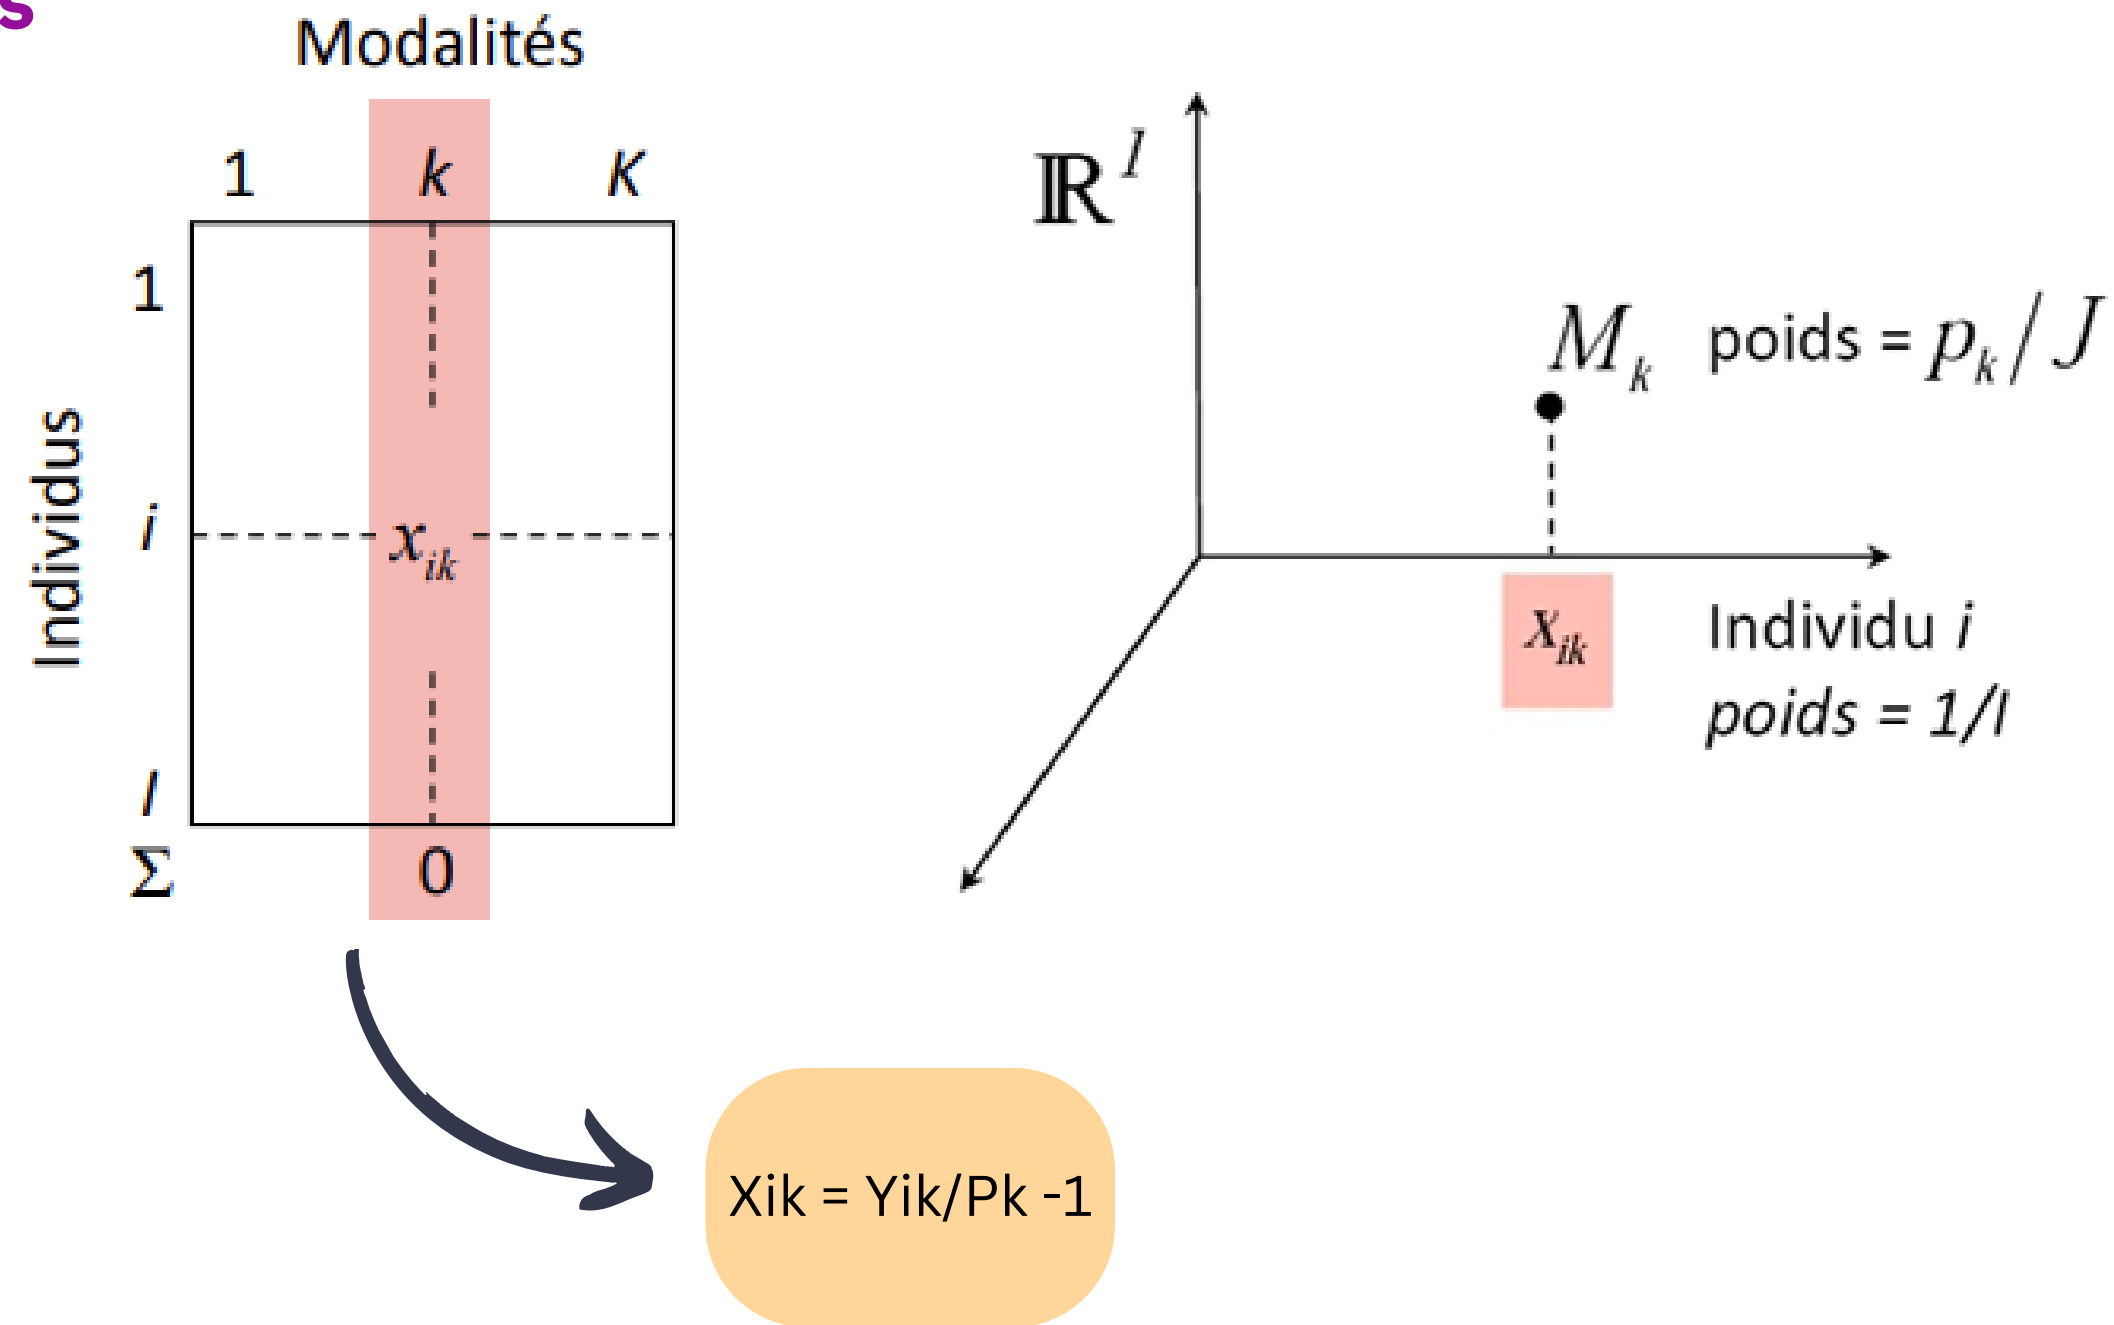 s
Modalités
1 k K
Individus
1
i
x_ik
I
Σ 0
ℝ^I
M_k poids = p_k / J
X_ik
Individu i
poids = 1/I
Xik = Yik/Pk -1